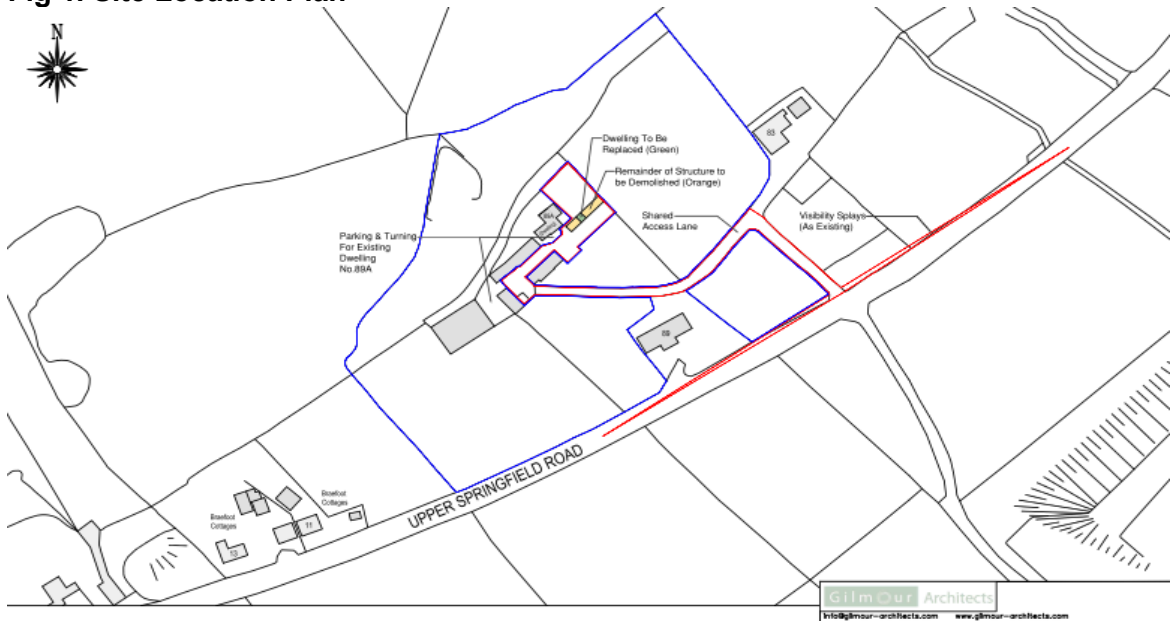 Fig 1: Site Location Plan
N
Dwelling To Be
Replaced (Green)
Remainder of Structure to
be Demolished (Orange)
83
Shared
Access Lane
Visibility Splays
(As Existing)
Parking & Turning
For Existing
Dwelling
No.89A
89A
89
UPPER SPRINGFIELD ROAD
Braefoot
Cottages
Braefoot
Cottages
11
13
GilmOur Architects
info@gilmour-architects.com www.gilmour-architects.com